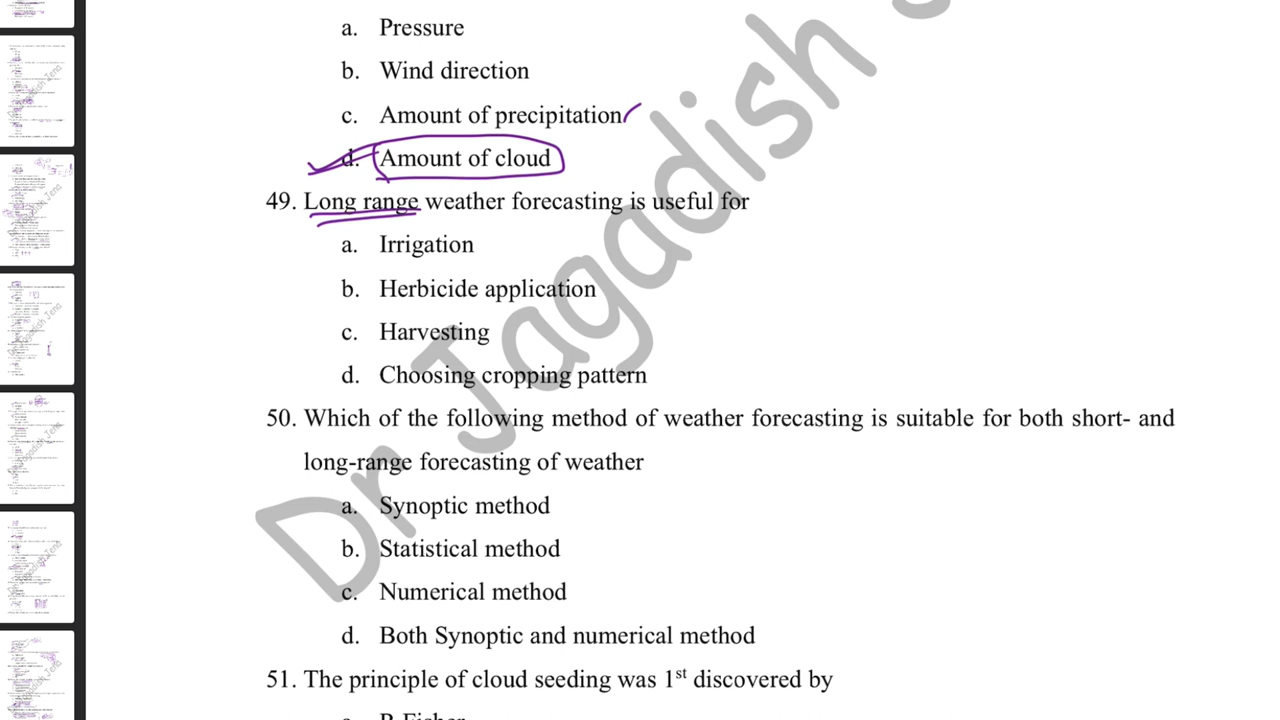 a. Pressure
b. Wind direction
c. Amount of precipitation
d. Amount of cloud
49. Long range weather forecasting is useful for
a. Irrigation
b. Herbicide application
c. Harvesting
d. Choosing cropping pattern
50. Which of the following method of weather forecasting is suitable for both short- and
long-range forecasting of weather
a. Synoptic method
b. Statistical method
c. Numerical method
d. Both Synoptic and numerical method
51. The principle of cloud seeding was 1st discovered by
Dr Jagadish